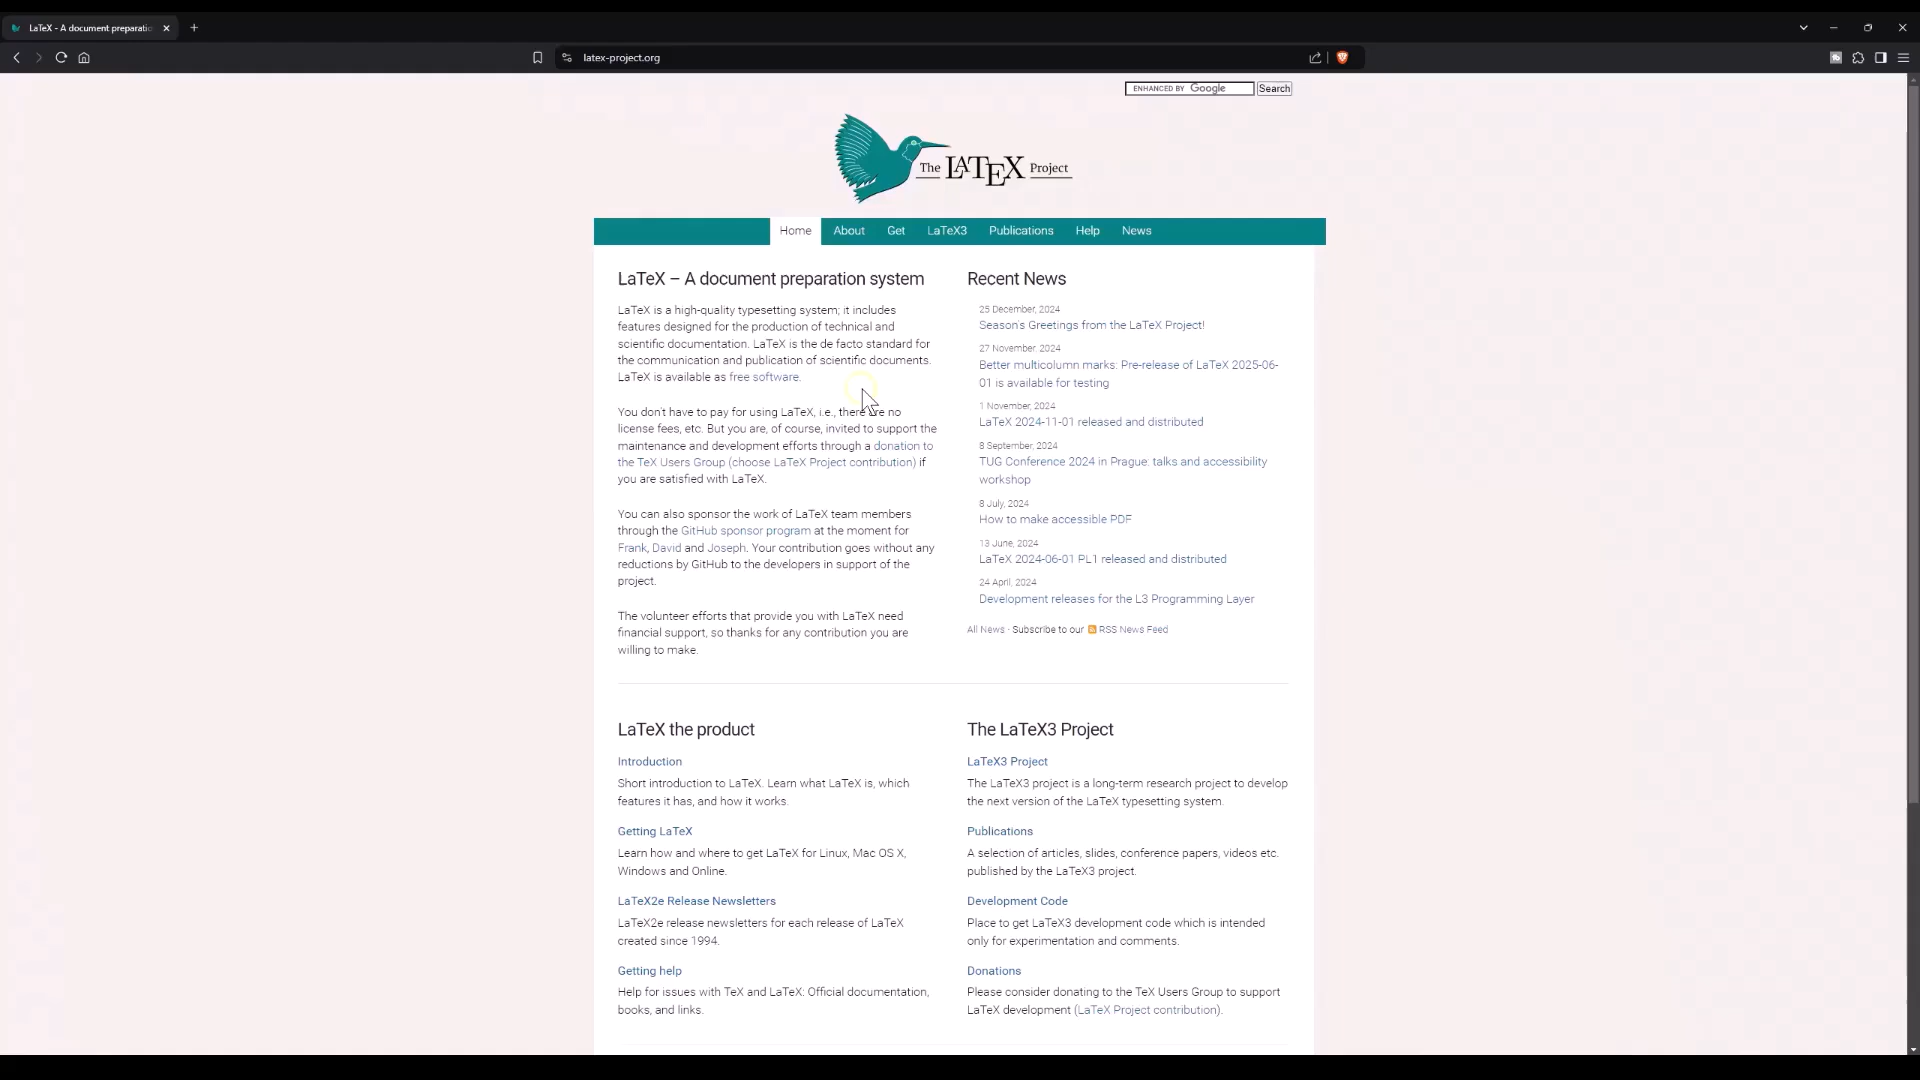 LaTeX - A document preparatio
latex-project.org
ENHANCED BY Google
Search
The LATEX Project
Home
About
Get
LaTeX3
Publications
Help
News
LaTeX – A document preparation system
LaTeX is a high-quality typesetting system; it includes
features designed for the production of technical and
scientific documentation. LaTeX is the de facto standard for
the communication and publication of scientific documents.
LaTeX is available as free software.
You don't have to pay for using LaTeX, i.e., there are no
license fees, etc. But you are, of course, invited to support the
maintenance and development efforts through a donation to
the TeX Users Group (choose LaTeX Project contribution) if
you are satisfied with LaTeX.
You can also sponsor the work of LaTeX team members
through the GitHub sponsor program at the moment for
Frank, David and Joseph. Your contribution goes without any
reductions by GitHub to the developers in support of the
project.
The volunteer efforts that provide you with LaTeX need
financial support, so thanks for any contribution you are
willing to make.
Recent News
25 December, 2024
Season's Greetings from the LaTeX Project!
27 November, 2024
Better multicolumn marks: Pre-release of LaTeX 2025-06-
01 is available for testing
1 November, 2024
LaTeX 2024-11-01 released and distributed
8 September, 2024
TUG Conference 2024 in Prague: talks and accessibility
workshop
8 July, 2024
How to make accessible PDF
13 June, 2024
LaTeX 2024-06-01 PL1 released and distributed
24 April, 2024
Development releases for the L3 Programming Layer
All News · Subscribe to our RSS News Feed
LaTeX the product
Introduction
Short introduction to LaTeX. Learn what LaTeX is, which
features it has, and how it works.
Getting LaTeX
Learn how and where to get LaTeX for Linux, Mac OS X,
Windows and Online.
LaTeX2e Release Newsletters
LaTeX2e release newsletters for each release of LaTeX
created since 1994.
Getting help
Help for issues with TeX and LaTeX: Official documentation,
books, and links.
The LaTeX3 Project
LaTeX3 Project
The LaTeX3 project is a long-term research project to develop
the next version of the LaTeX typesetting system.
Publications
A selection of articles, slides, conference papers, videos etc.
published by the LaTeX3 project.
Development Code
Place to get LaTeX3 development code which is intended
only for experimentation and comments.
Donations
Please consider donating to the TeX Users Group to support
LaTeX development (LaTeX Project contribution).